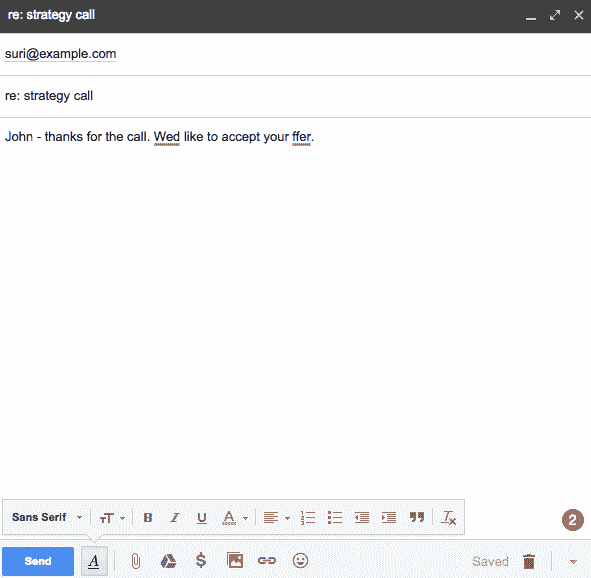 re: strategy call
suri@example.com
re: strategy call
John - thanks for the call. Wed like to accept your ffer.
Sans Serif
2
Send
Saved